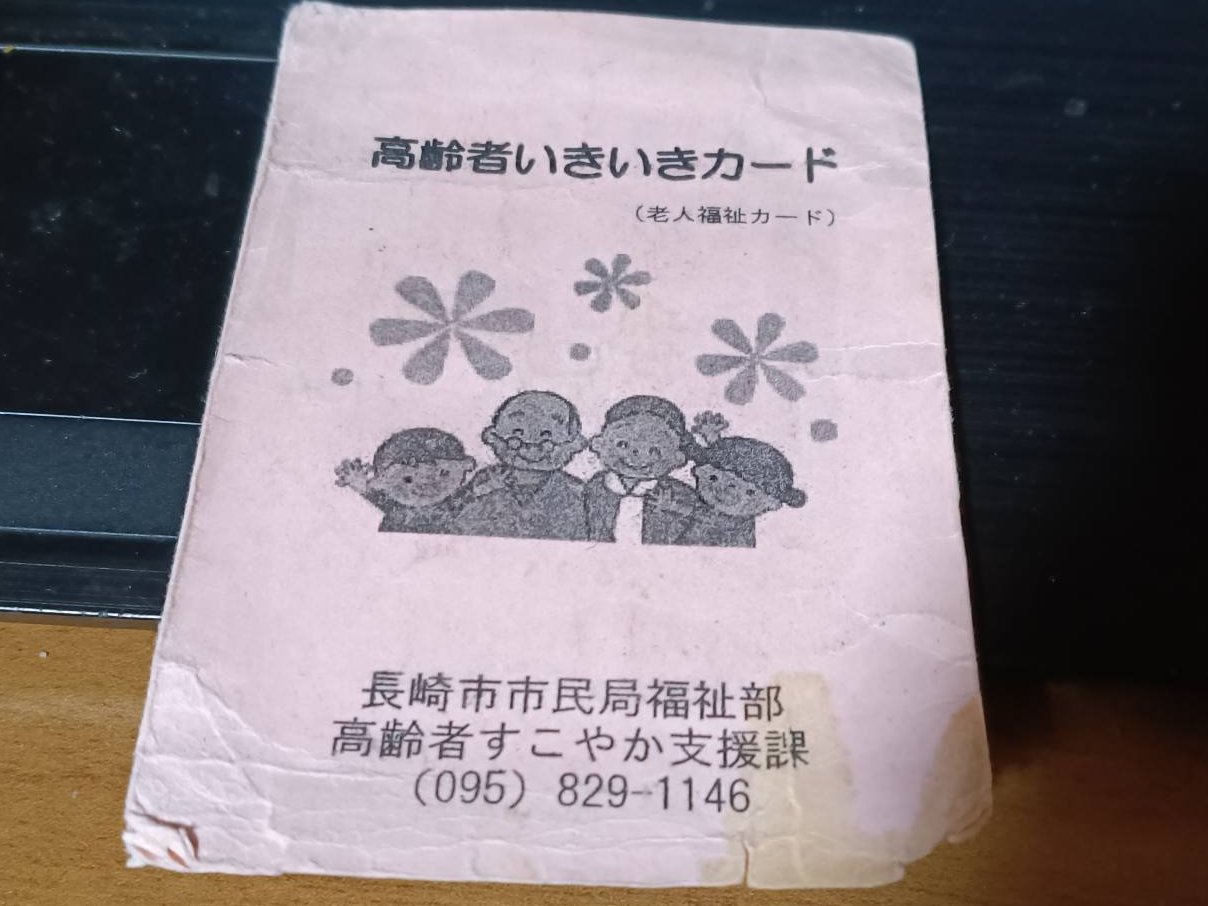 高齢者いきいきカード
（老人福祉カード）
長崎市市民局福祉部
高齢者すこやか支援課
（095）829-1146